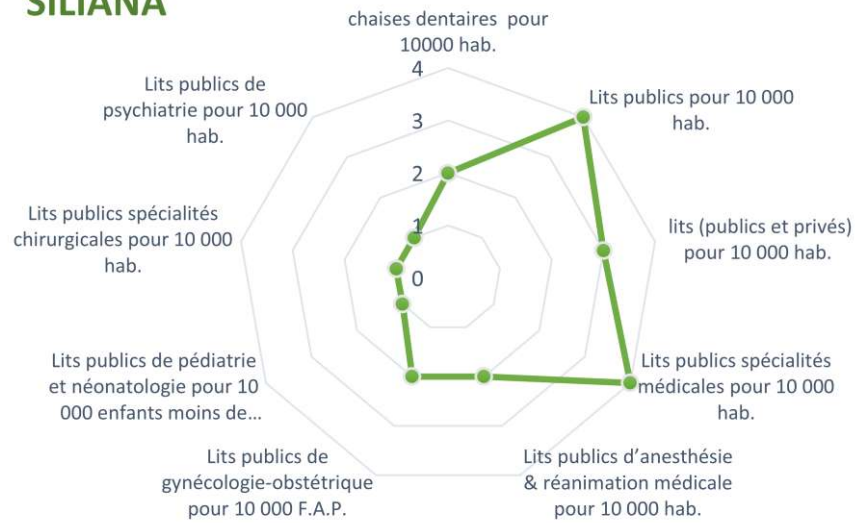 SILIANA
chaises dentaires pour
10000 hab.
4
3
2
1
0
Lits publics pour 10 000
hab.
lits (publics et privés)
pour 10 000 hab.
Lits publics spécialités
médicales pour 10 000
hab.
Lits publics d’anesthésie
& réanimation médicale
pour 10 000 hab.
Lits publics de
gynécologie-obstétrique
pour 10 000 F.A.P.
Lits publics de pédiatrie
et néonatologie pour 10
000 enfants moins de…
Lits publics spécialités
chirurgicales pour 10 000
hab.
Lits publics de
psychiatrie pour 10 000
hab.